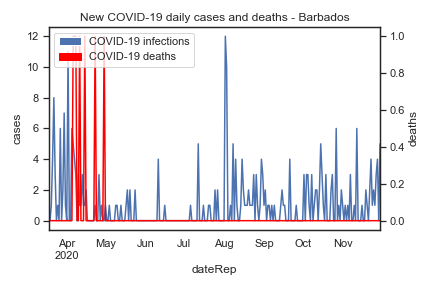 New COVID-19 daily cases and deaths - Barbados
COVID-19 infections
COVID-19 deaths
12
10
8
6
4
2
0
cases
1.0
0.8
0.6
0.4
0.2
0.0
deaths
Apr May Jun Jul Aug Sep Oct Nov
2020
dateRep